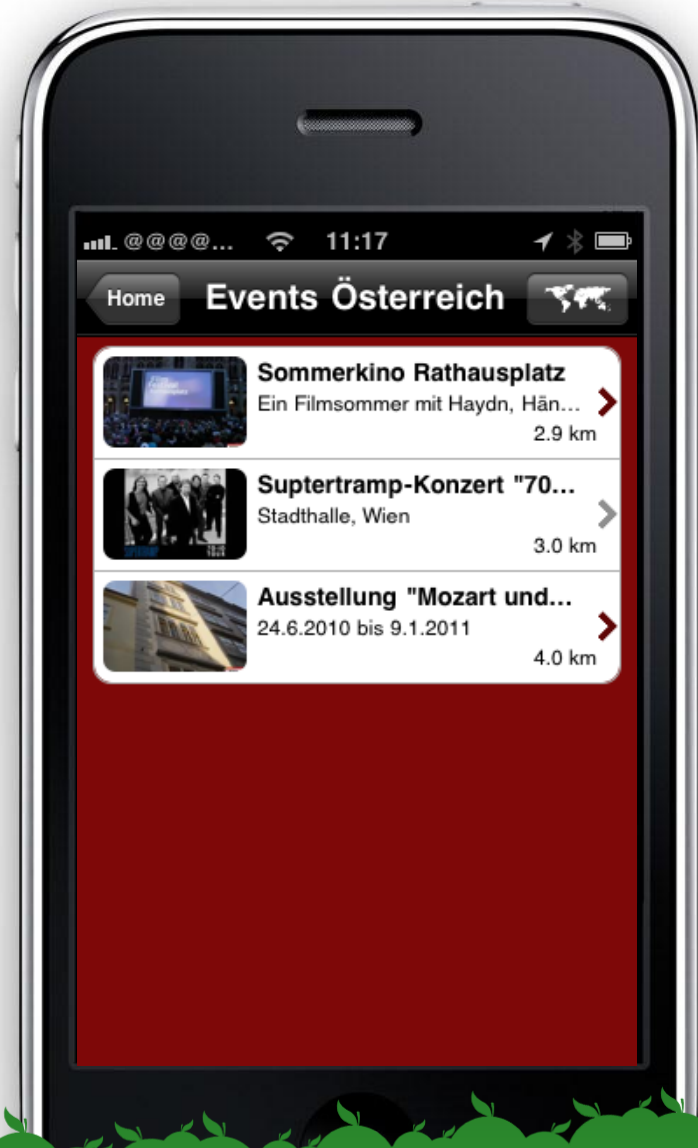 @@@@... 11:17
Home Events Österreich
Sommerkino Rathausplatz
Ein Filmsommer mit Haydn, Hän...
2.9 km
Suptertramp-Konzert "70...
Stadthalle, Wien
3.0 km
SUPERTRAMP
Ausstellung "Mozart und...
24.6.2010 bis 9.1.2011
4.0 km